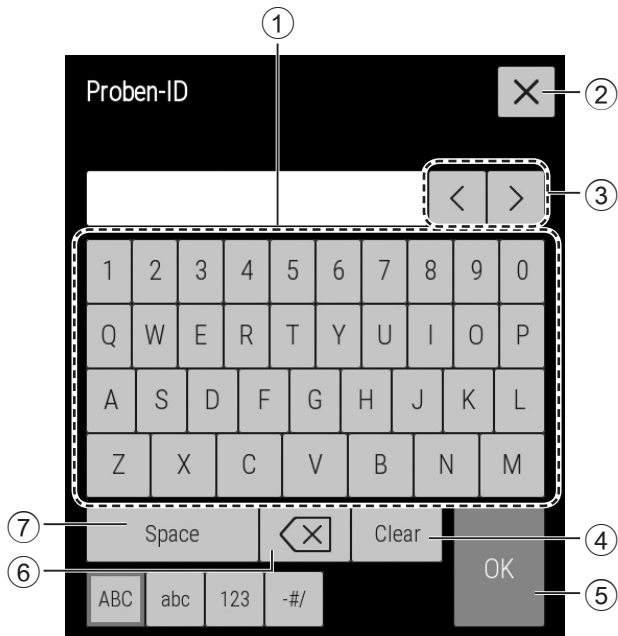 ①
Proben-ID
②
< > ③
1 2 3 4 5 6 7 8 9 0
Q W E R T Y U I O P
A S D F G H J K L
Z X C V B N M
⑦ Space Clear ④
⑥ OK ⑤
ABC abc 123 -#/